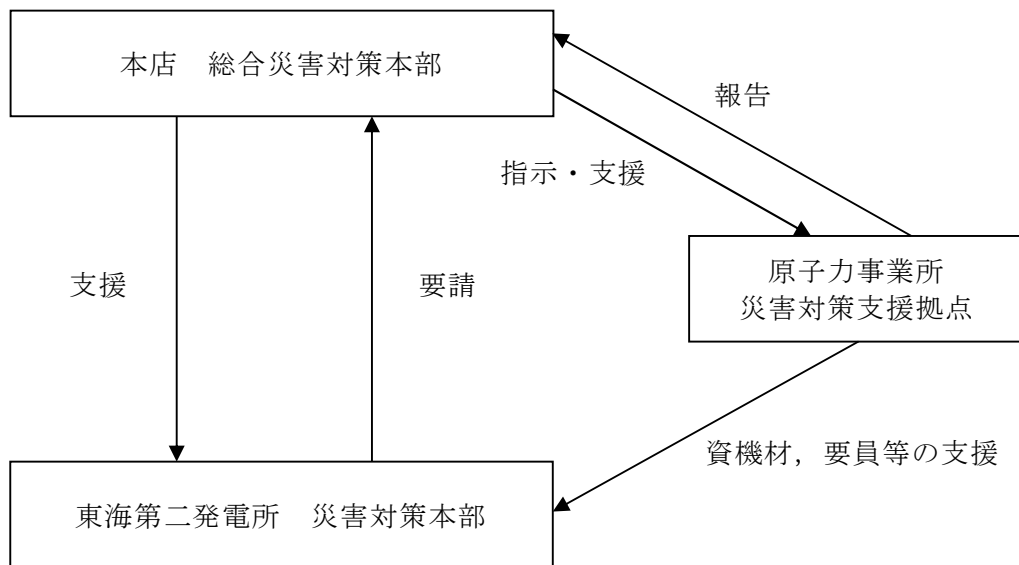 本店　総合災害対策本部
報告
指示・支援
支援
要請
原子力事業所
災害対策支援拠点
資機材，要員等の支援
東海第二発電所　災害対策本部